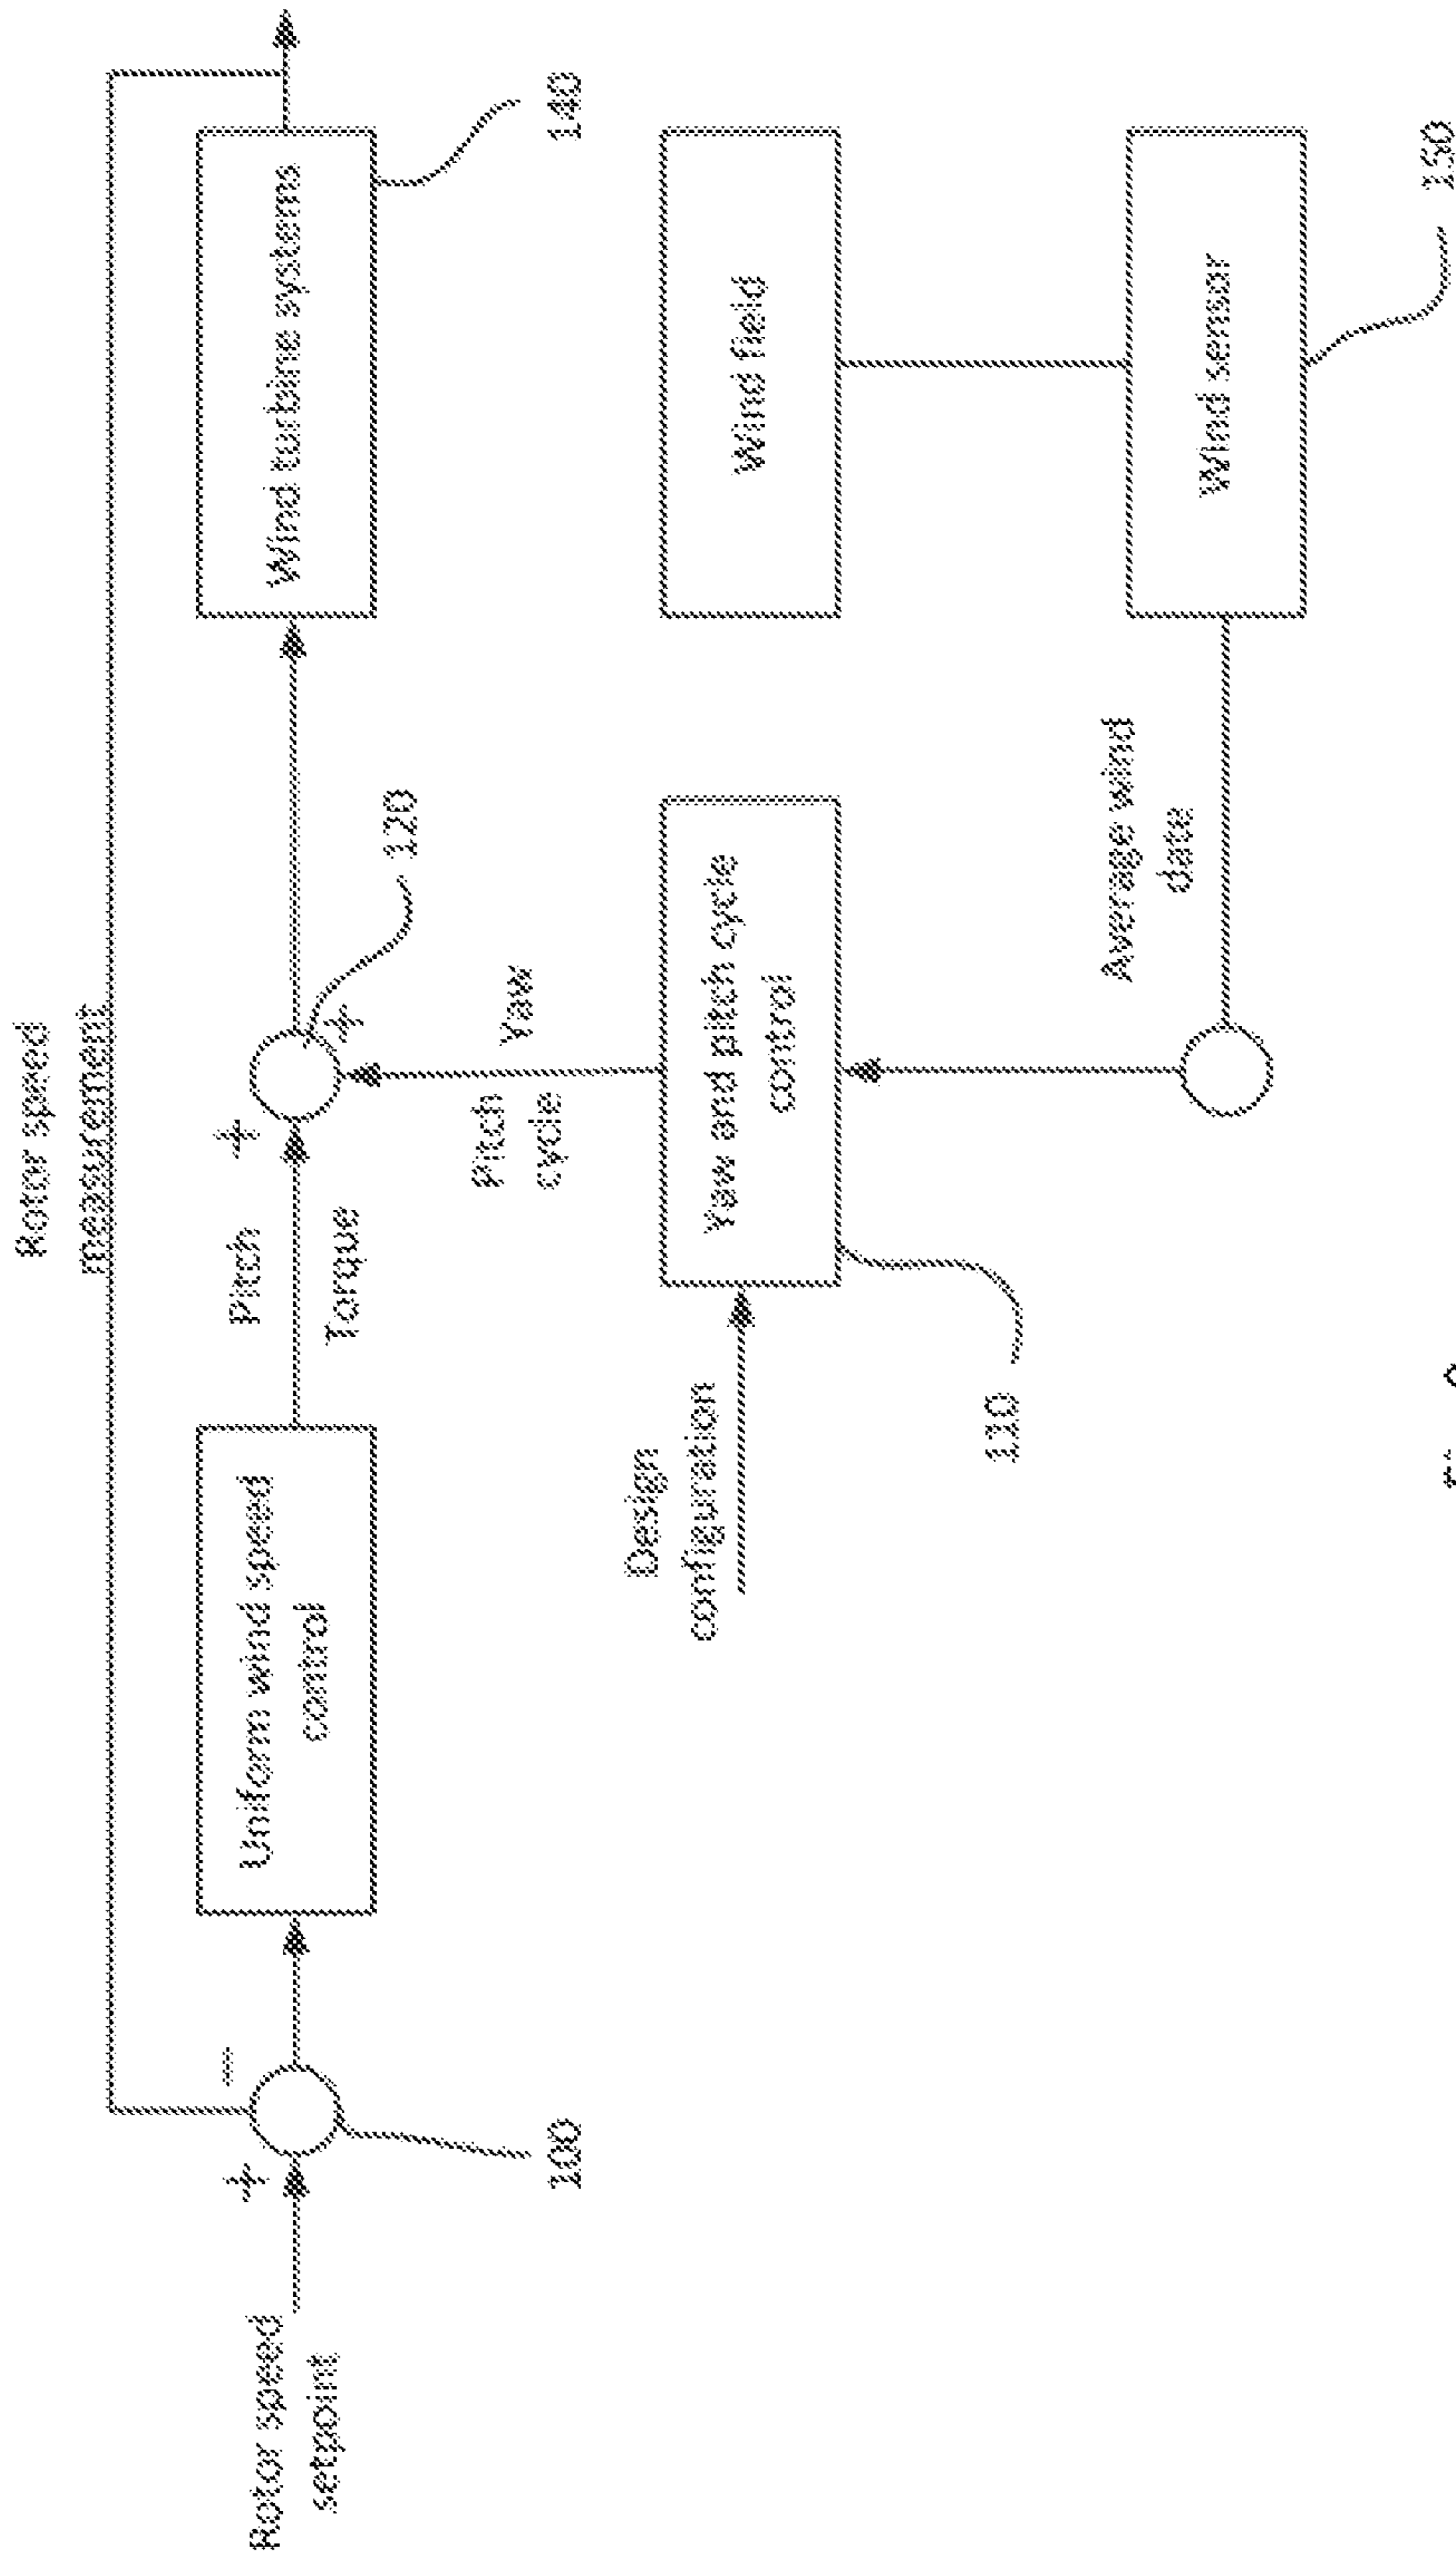 Rotor speed
measurement
Rotor speed
setpoint
+
−
100
Uniform wind speed
control
Pitch
Torque
+
+
120
Wind turbine systems
140
Pitch
cycle
Yaw
Design
configuration
Yaw and pitch cycle
control
110
Wind field
Average wind
date
Wind sensor
150